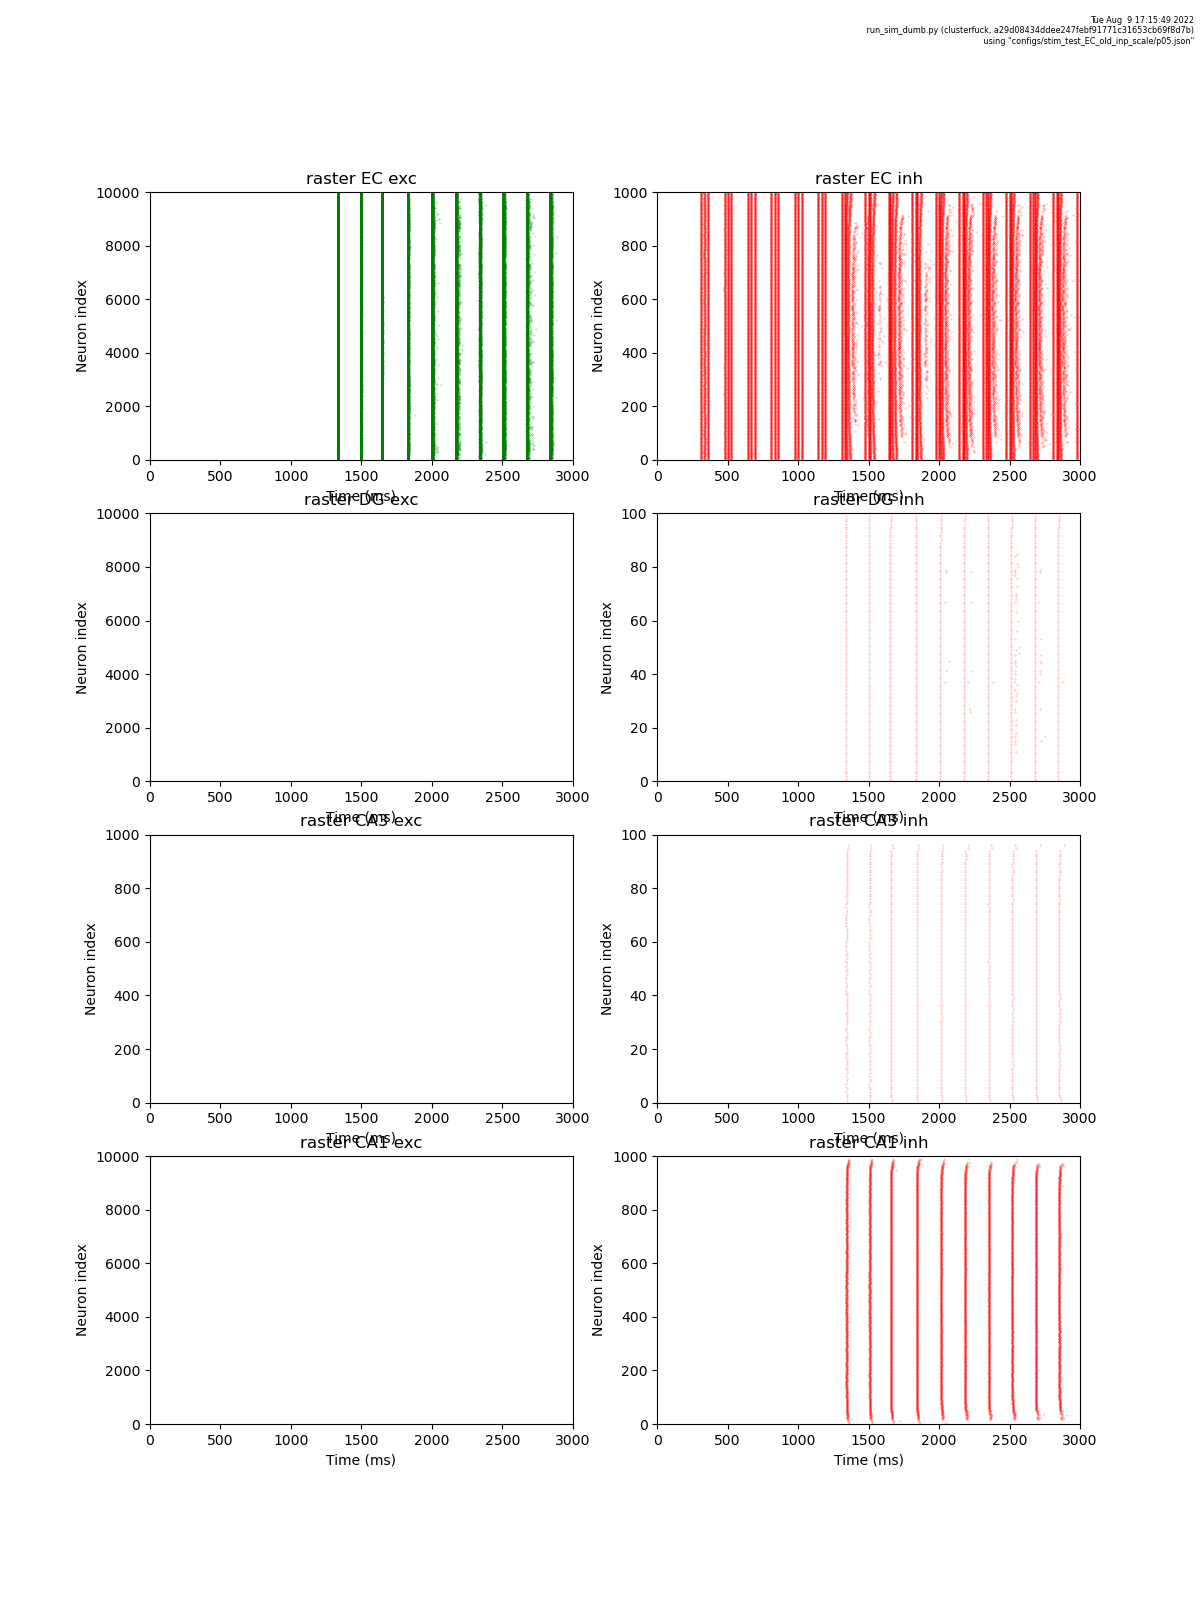 Tue Aug  9 17:15:49 2022
run_sim_dumb.py (clusterfuck, a29d08434ddee247febf91771c31653cb69f8d7b)
using "configs/stim_test_EC_old_inp_scale/p05.json"
raster EC exc
10000
8000
6000
4000
2000
0
Neuron index
0 500 1000 1500 2000 2500 3000
Time (ms)
raster EC inh
1000
800
600
400
200
0
Neuron index
0 500 1000 1500 2000 2500 3000
Time (ms)
raster DG exc
10000
8000
6000
4000
2000
0
Neuron index
0 500 1000 1500 2000 2500 3000
Time (ms)
raster DG inh
100
80
60
40
20
0
Neuron index
0 500 1000 1500 2000 2500 3000
Time (ms)
raster CA3 exc
1000
800
600
400
200
0
Neuron index
0 500 1000 1500 2000 2500 3000
Time (ms)
raster CA3 inh
100
80
60
40
20
0
Neuron index
0 500 1000 1500 2000 2500 3000
Time (ms)
raster CA1 exc
10000
8000
6000
4000
2000
0
Neuron index
0 500 1000 1500 2000 2500 3000
Time (ms)
raster CA1 inh
1000
800
600
400
200
0
Neuron index
0 500 1000 1500 2000 2500 3000
Time (ms)